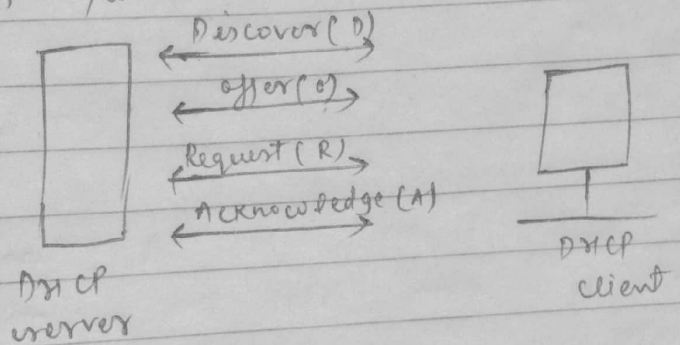 Discover(D)
offer(O)
Request(R)
Acknowledge(A)
DHCP
server
DHCP
client